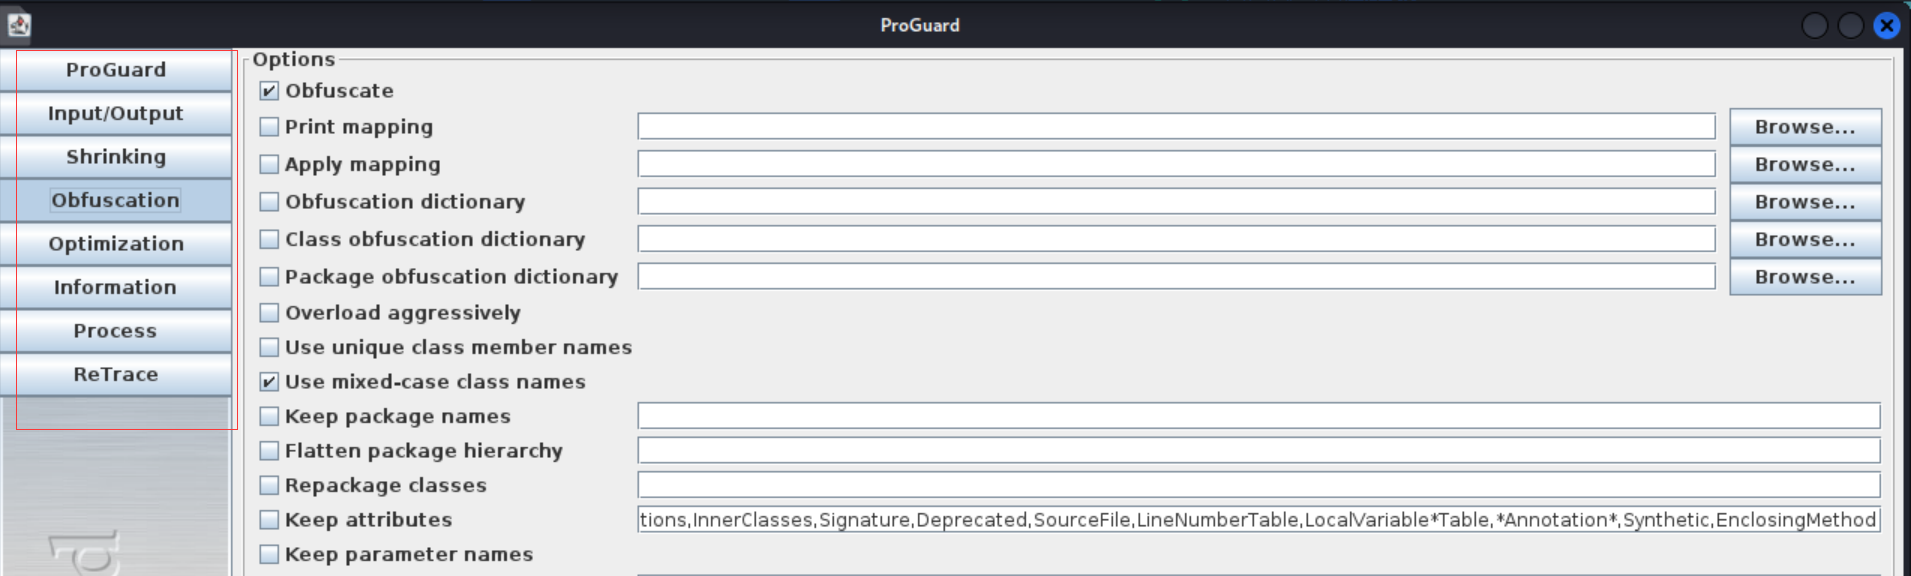 ProGuard
ProGuard
Input/Output
Shrinking
Obfuscation
Optimization
Information
Process
ReTrace
Options
Obfuscate
Print mapping Browse...
Apply mapping Browse...
Obfuscation dictionary Browse...
Class obfuscation dictionary Browse...
Package obfuscation dictionary Browse...
Overload aggressively
Use unique class member names
Use mixed-case class names
Keep package names
Flatten package hierarchy
Repackage classes
Keep attributes tions,InnerClasses,Signature,Deprecated,SourceFile,LineNumberTable,LocalVariable*Table,*Annotation*,Synthetic,EnclosingMethod
Keep parameter names